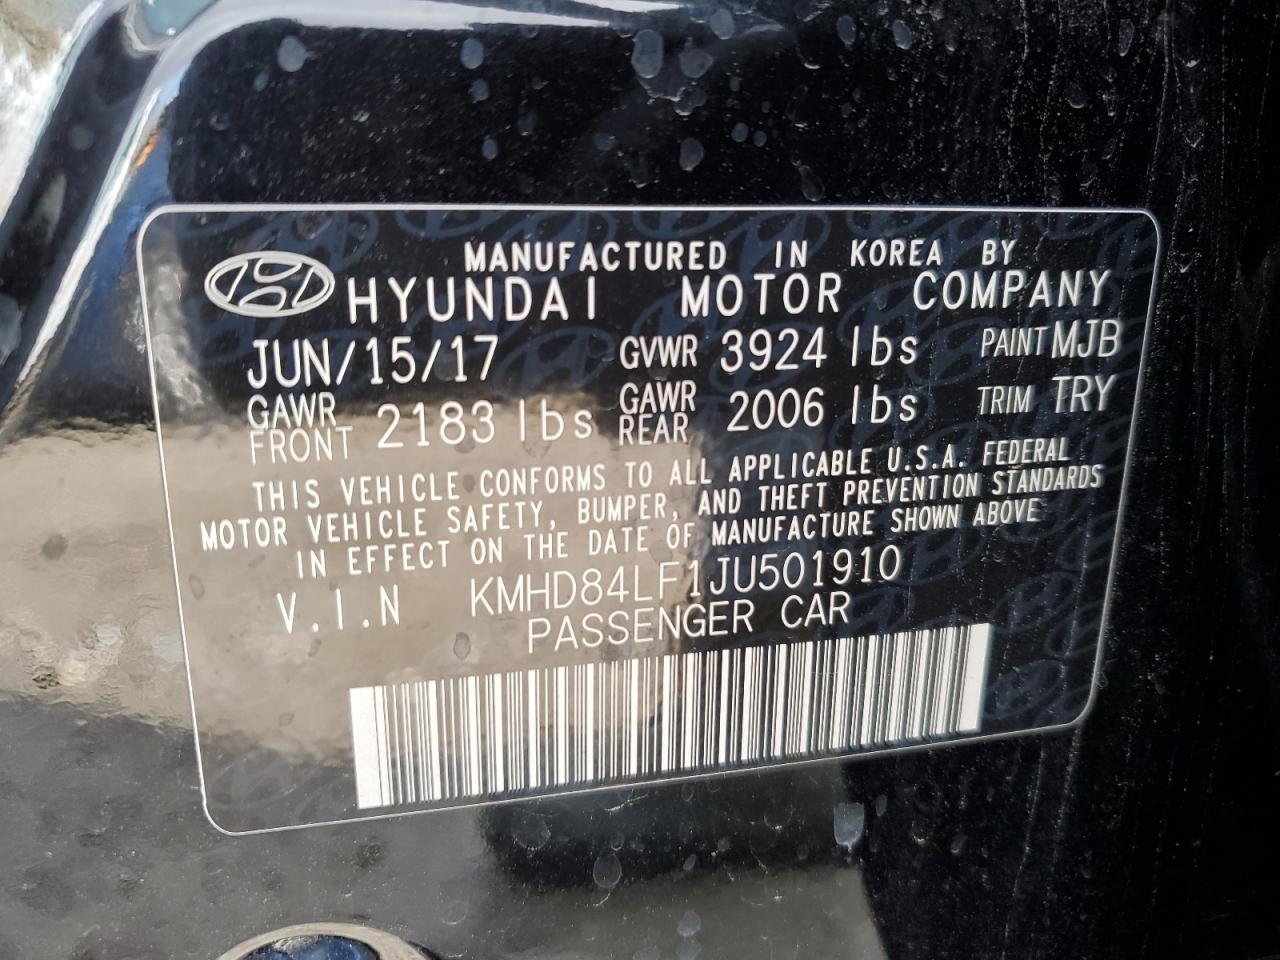 MANUFACTURED IN KOREA BY
HYUNDAI MOTOR COMPANY
JUN/15/17 GVWR 3924 lbs PAINT MJB
GAWR FRONT 2183 lbs GAWR REAR 2006 lbs TRIM TRY
THIS VEHICLE CONFORMS TO ALL APPLICABLE U.S.A. FEDERAL
MOTOR VEHICLE SAFETY, BUMPER, AND THEFT PREVENTION STANDARDS
IN EFFECT ON THE DATE OF MANUFACTURE SHOWN ABOVE
V.I.N KMHD84LF1JU501910
PASSENGER CAR